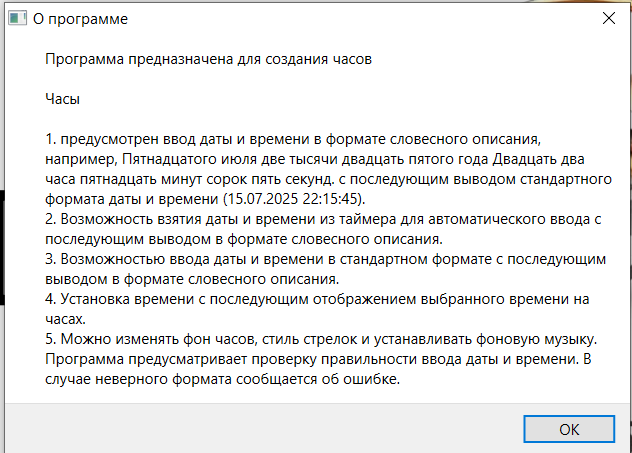 О программе
Программа предназначена для создания часов
Часы
1. предусмотрен ввод даты и времени в формате словесного описания,
например, Пятнадцатого июля две тысячи двадцать пятого года Двадцать два
часа пятнадцать минут сорок пять секунд. с последующим выводом стандартного
формата даты и времени (15.07.2025 22:15:45).
2. Возможность взятия даты и времени из таймера для автоматического ввода с
последующим выводом в формате словесного описания.
3. Возможностью ввода даты и времени в стандартном формате с последующим
выводом в формате словесного описания.
4. Установка времени с последующим отображением выбранного времени на
часах.
5. Можно изменять фон часов, стиль стрелок и устанавливать фоновую музыку.
Программа предусматривает проверку правильности ввода даты и времени. В
случае неверного формата сообщается об ошибке.
ОК